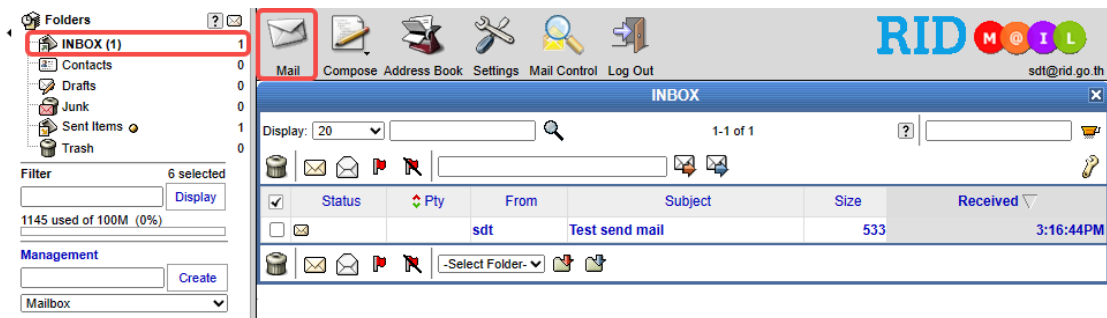 Folders ?
INBOX (1) 1
Contacts 0
Drafts 0
Junk 0
Sent Items 1
Trash 0
Filter 6 selected
Display
1145 used of 100M (0%)
Management
Create
Mailbox
Mail Compose Address Book Settings Mail Control Log Out
RID M@IL
sdt@rid.go.th
INBOX
Display: 20 1-1 of 1 ?
Status Pty From Subject Size Received
sdt Test send mail 533 3:16:44PM
-Select Folder-